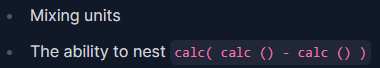 Mixing units
The ability to nest calc( calc () - calc () )